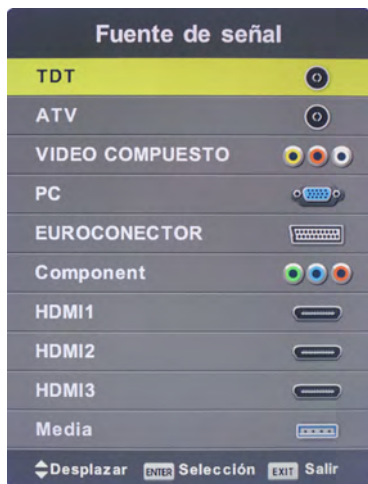 Fuente de señal
TDT
ATV
VIDEO COMPUESTO
PC
EUROCONECTOR
Component
HDMI1
HDMI2
HDMI3
Media
Desplazar ENTER Selección EXIT Salir